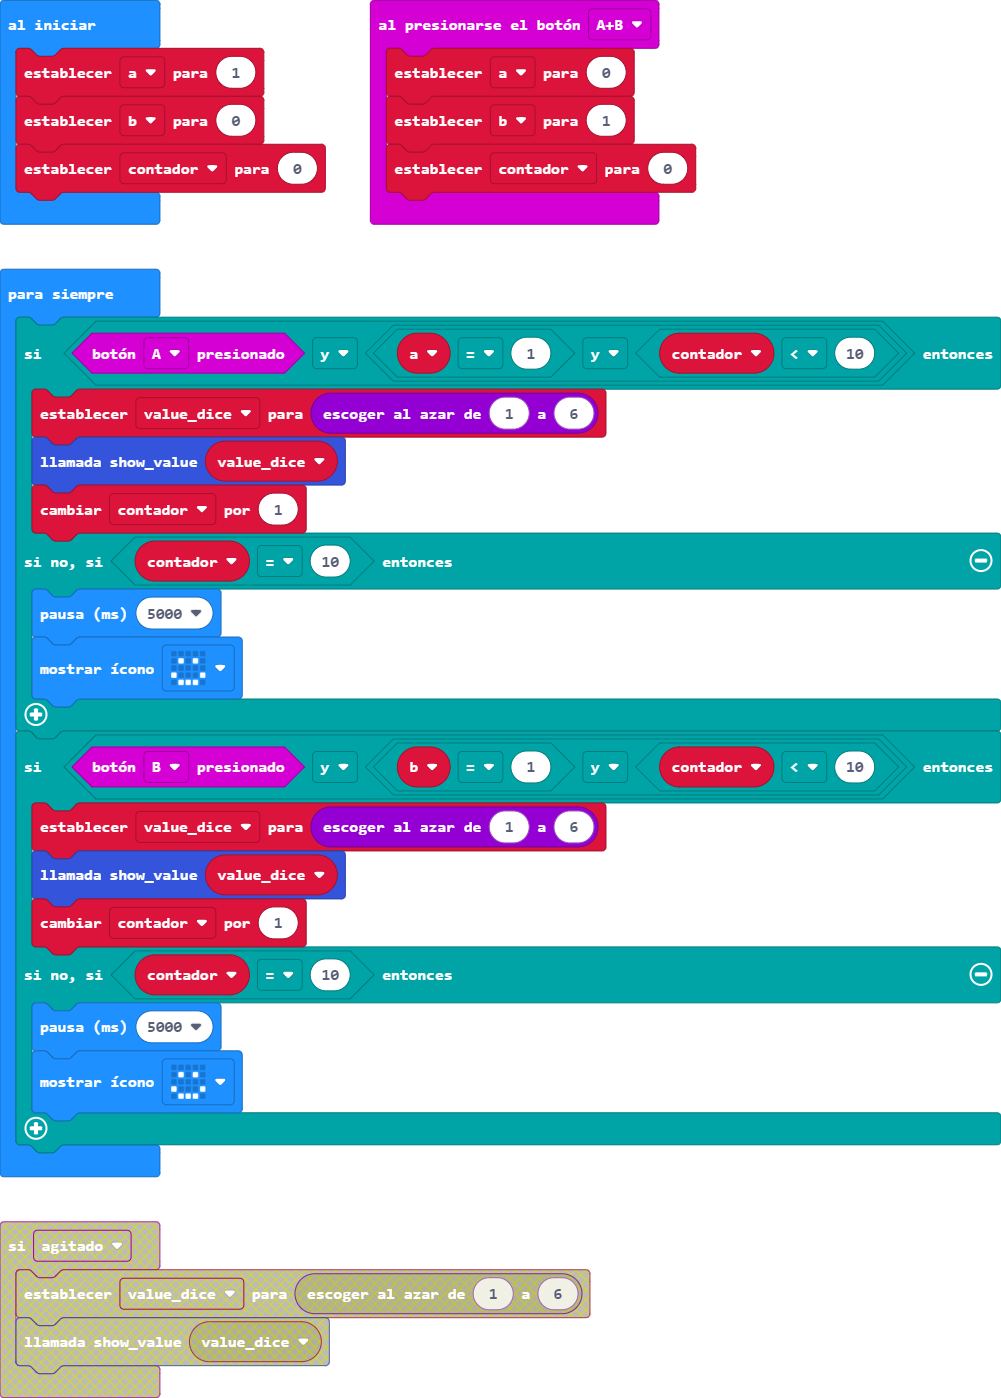 al iniciar
establecer a para 1
establecer b para 0
establecer contador para 0
al presionarse el botón A+B
establecer a para 0
establecer b para 1
establecer contador para 0
para siempre
si botón A presionado y a = 1 y contador < 10 entonces
establecer value_dice para escoger al azar de 1 a 6
llamada show_value value_dice
cambiar contador por 1
si no, si contador = 10 entonces
pausa (ms) 5000
mostrar ícono
si botón B presionado y b = 1 y contador < 10 entonces
establecer value_dice para escoger al azar de 1 a 6
llamada show_value value_dice
cambiar contador por 1
si no, si contador = 10 entonces
pausa (ms) 5000
mostrar ícono
si agitado
establecer value_dice para escoger al azar de 1 a 6
llamada show_value value_dice